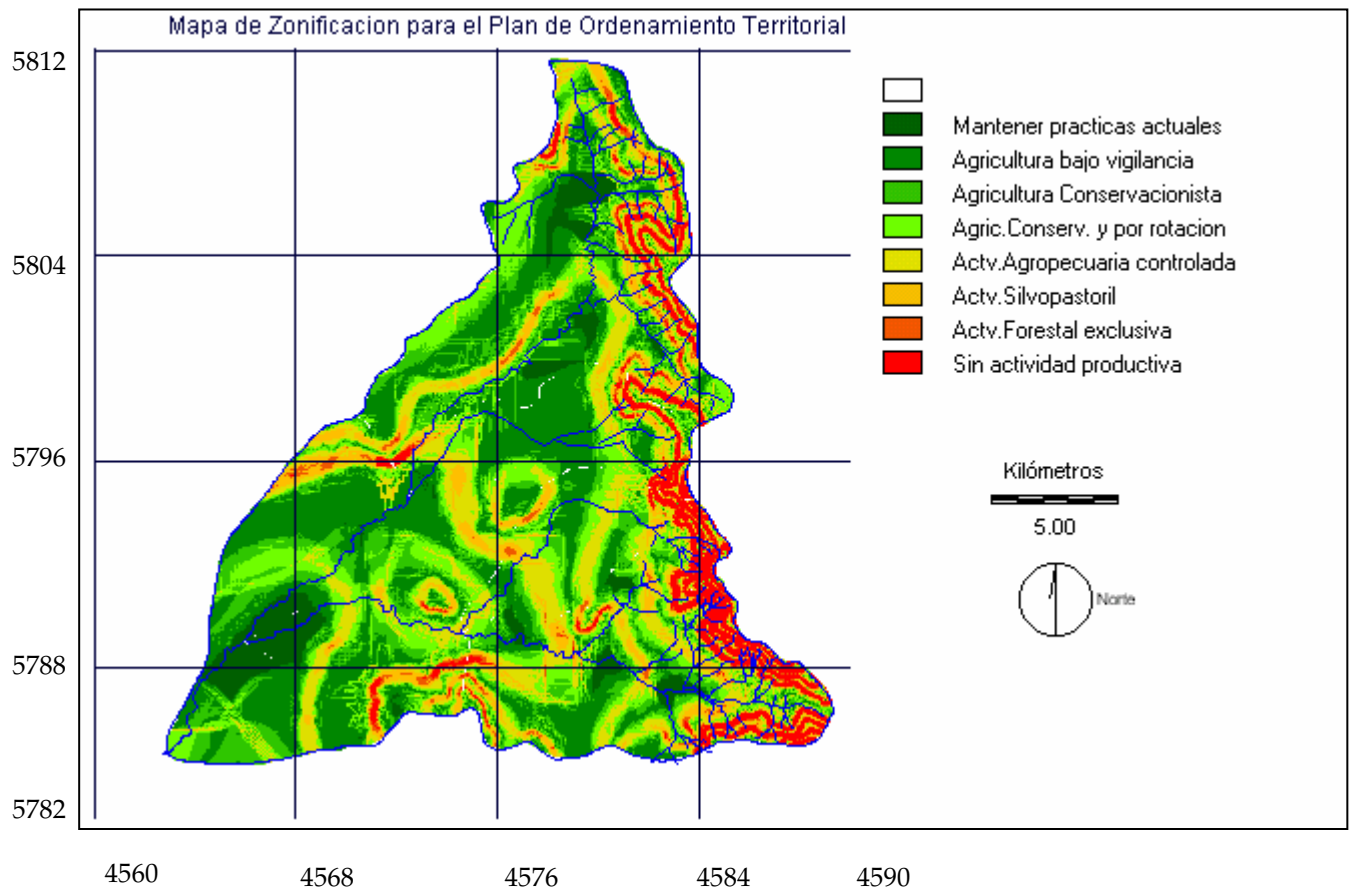 Mapa de Zonificacion para el Plan de Ordenamiento Territorial
5812
5804
5796
5788
5782
4560
4568
4576
4584
4590
Mantener practicas actuales
Agricultura bajo vigilancia
Agricultura Conservacionista
Agric.Conserv. y por rotacion
Actv.Agropecuaria controlada
Actv.Silvopastoril
Actv.Forestal exclusiva
Sin actividad productiva
Kilómetros
5.00
Norte